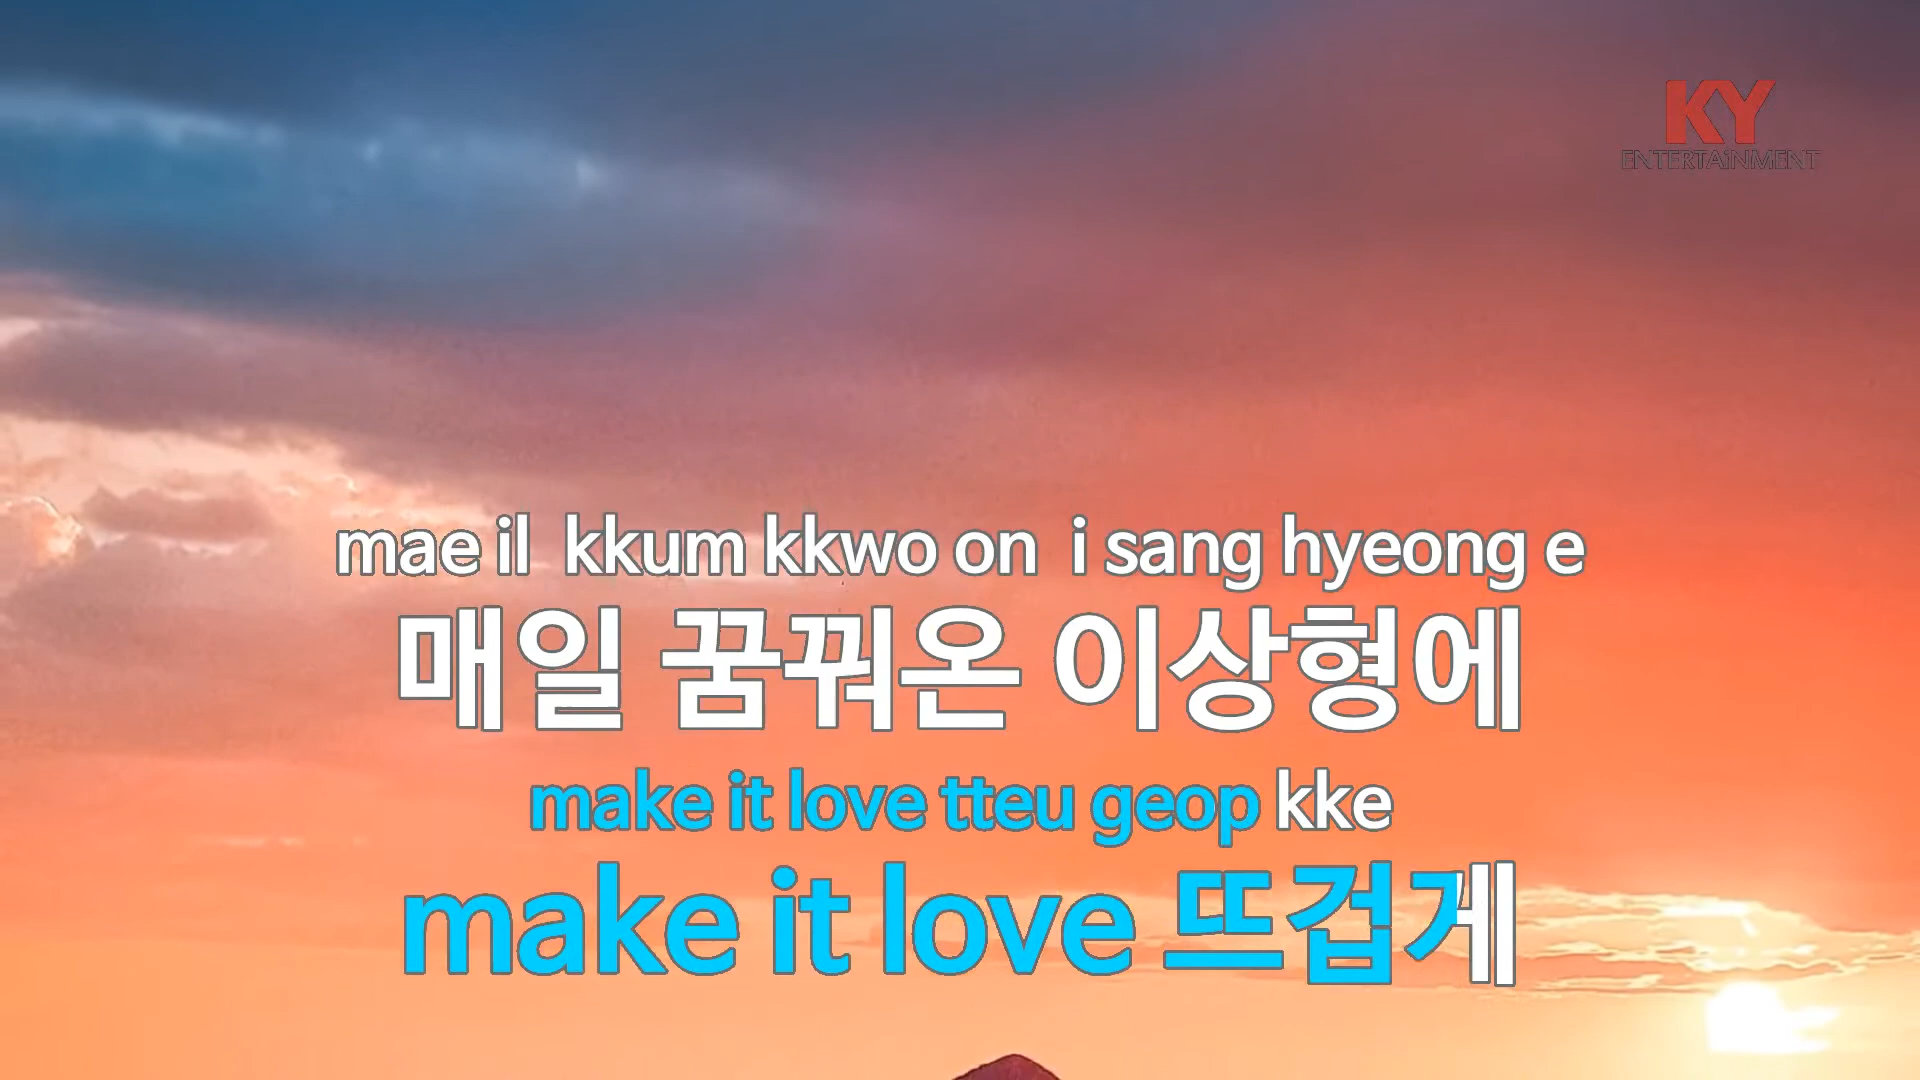 KY
ENTERTAiNMENT
mae il kkum kkwo on i sang hyeong e
매일 꿈꿔온 이상형에
make it love tteu geop kke
make it love 뜨겁게